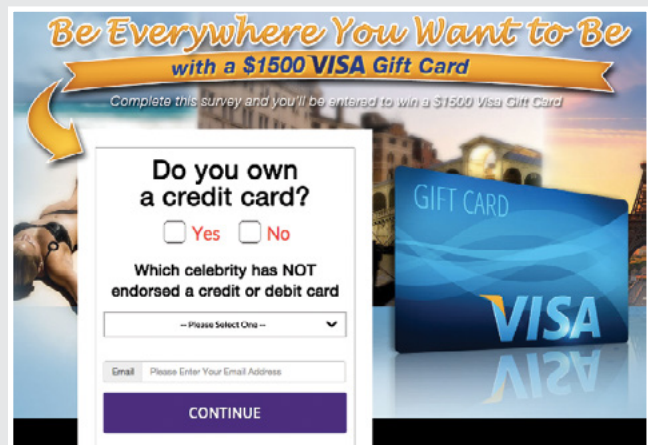 Be Everywhere You Want to Be
with a $1500 VISA Gift Card
Complete this survey and you'll be entered to win a $1500 Visa Gift Card
Do you own
a credit card?
Yes No
Which celebrity has NOT
endorsed a credit or debit card
-- Please Select One --
Email Please Enter Your Email Address
CONTINUE
GIFT CARD
VISA